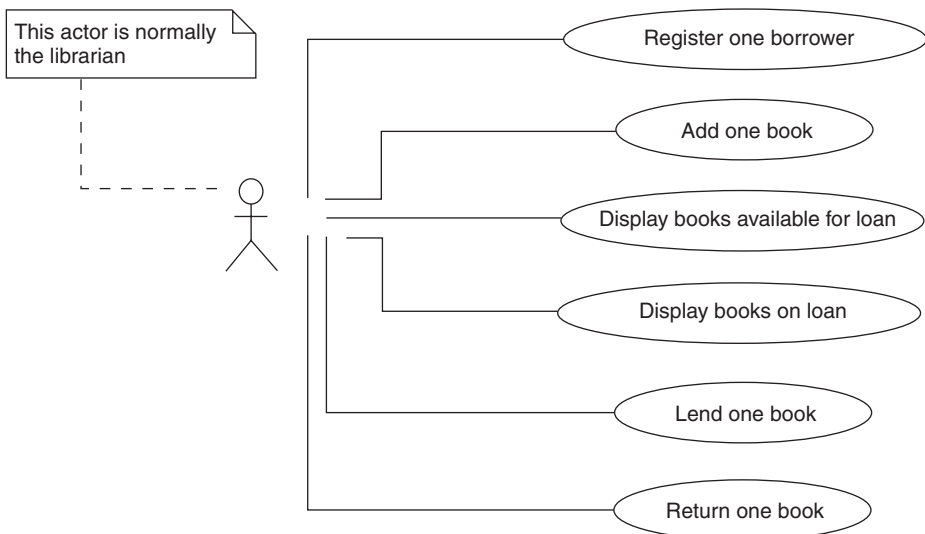 This actor is normally
the librarian
Register one borrower
Add one book
Display books available for loan
Display books on loan
Lend one book
Return one book